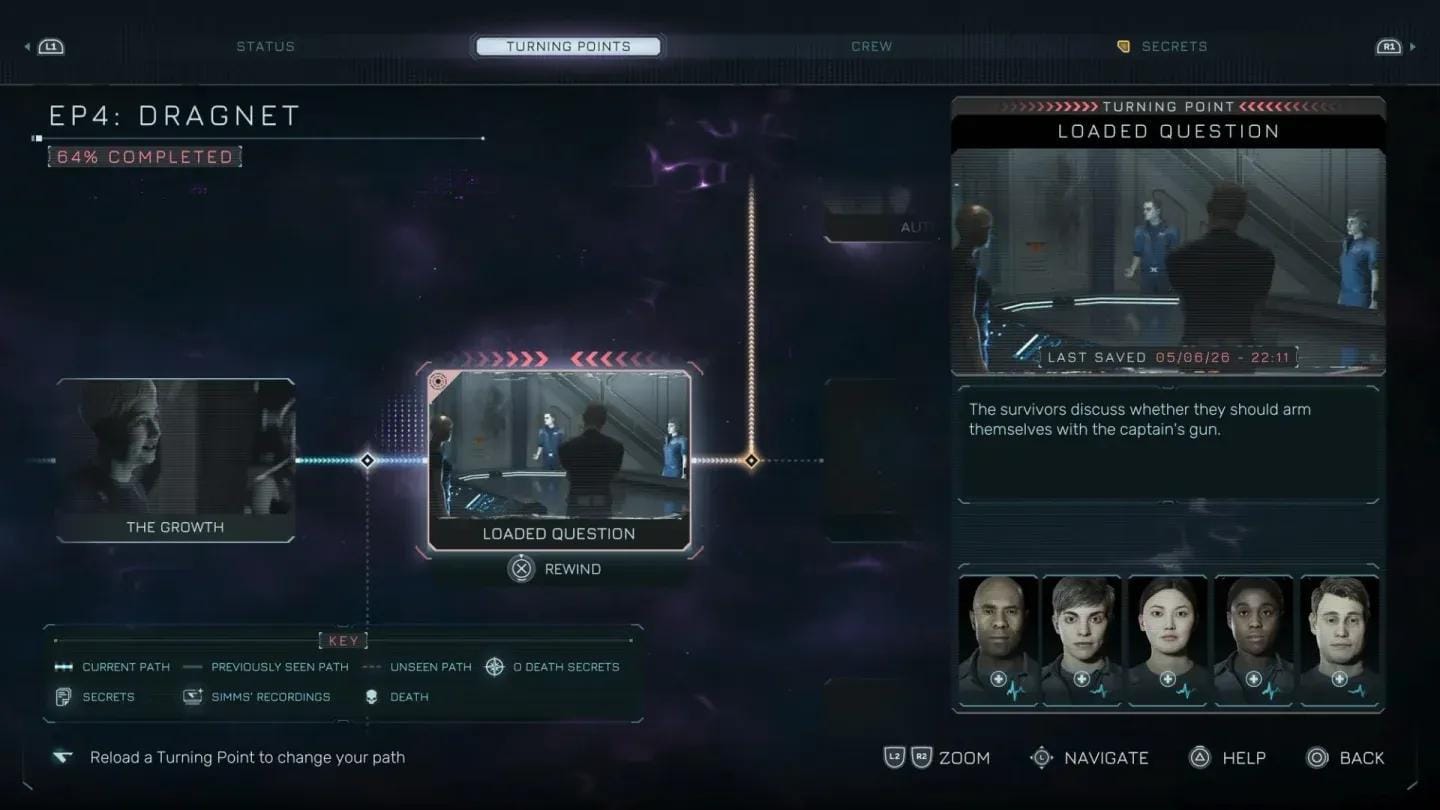 L1
STATUS
TURNING POINTS
CREW
SECRETS
R1
EP4: DRAGNET
64% COMPLETED
TURNING POINT
LOADED QUESTION
LAST SAVED 05/06/26 - 22:11
The survivors discuss whether they should arm
themselves with the captain's gun.
THE GROWTH
LOADED QUESTION
REWIND
KEY
CURRENT PATH
PREVIOUSLY SEEN PATH
UNSEEN PATH
0 DEATH SECRETS
SECRETS
SIMMS' RECORDINGS
DEATH
Reload a Turning Point to change your path
L2
R2
ZOOM
L
NAVIGATE
HELP
BACK